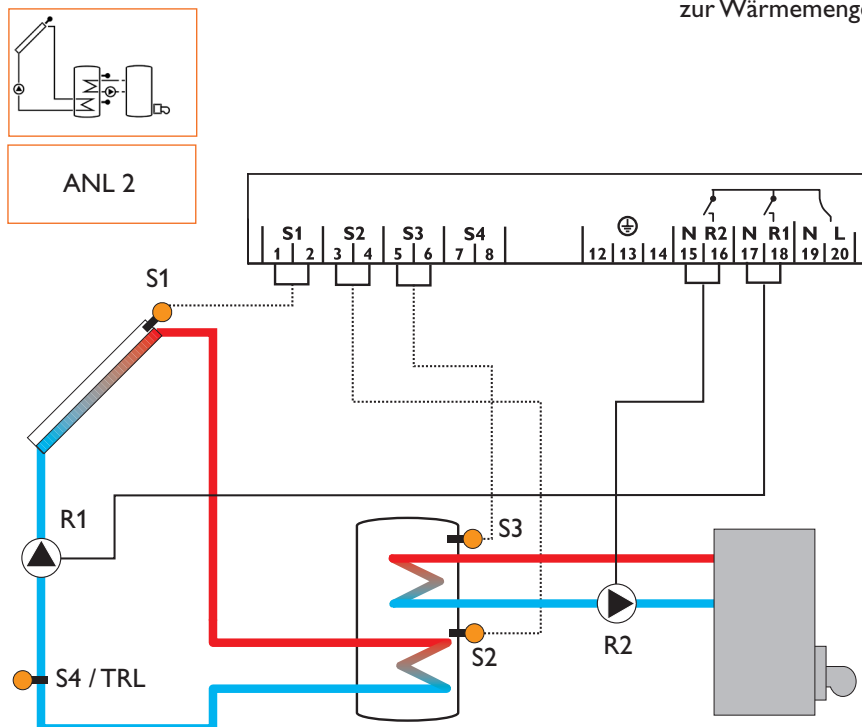 zur Wärmemenge
ANL 2
S1 S2 S3 S4 N R2 N R1 N L
1 2 3 4 5 6 7 8 12 13 14 15 16 17 18 19 20
S1
R1
S3
S2
R2
S4 / TRL